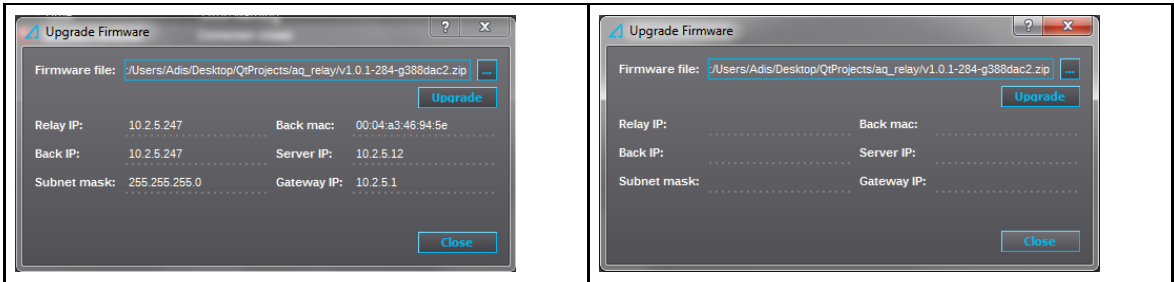 Upgrade Firmware
Firmware file: :/Users/Adis/Desktop/QtProjects/aq_relay/v1.0.1-284-g388dac2.zip ...
Upgrade
Relay IP: 10.2.5.247 Back mac: 00:04:a3:46:94:5e
Back IP: 10.2.5.247 Server IP: 10.2.5.12
Subnet mask: 255.255.255.0 Gateway IP: 10.2.5.1
Close
Upgrade Firmware
Firmware file: :/Users/Adis/Desktop/QtProjects/aq_relay/v1.0.1-284-g388dac2.zip ...
Upgrade
Relay IP: Back mac:
Back IP: Server IP:
Subnet mask: Gateway IP:
Close